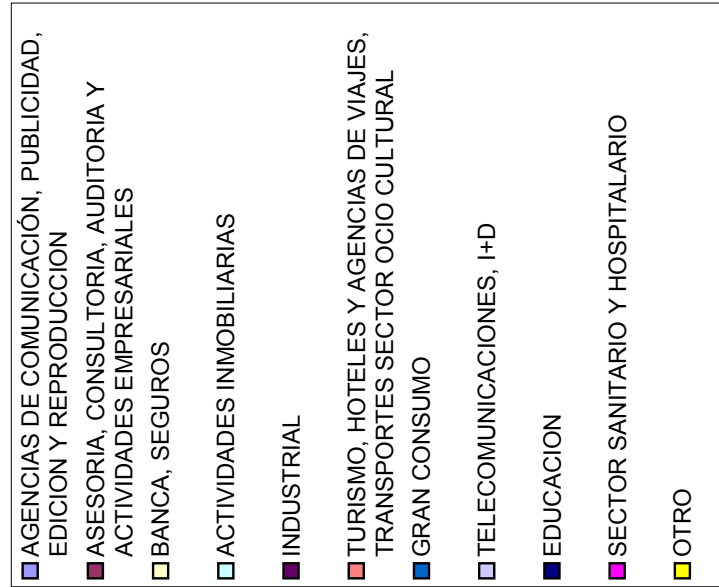 AGENCIAS DE COMUNICACIÓN, PUBLICIDAD,
EDICION Y REPRODUCCION
ASESORIA, CONSULTORIA, AUDITORIA Y
ACTIVIDADES EMPRESARIALES
BANCA, SEGUROS
ACTIVIDADES INMOBILIARIAS
INDUSTRIAL
TURISMO, HOTELES Y AGENCIAS DE VIAJES,
TRANSPORTES SECTOR OCIO CULTURAL
GRAN CONSUMO
TELECOMUNICACIONES, I+D
EDUCACION
SECTOR SANITARIO Y HOSPITALARIO
OTRO